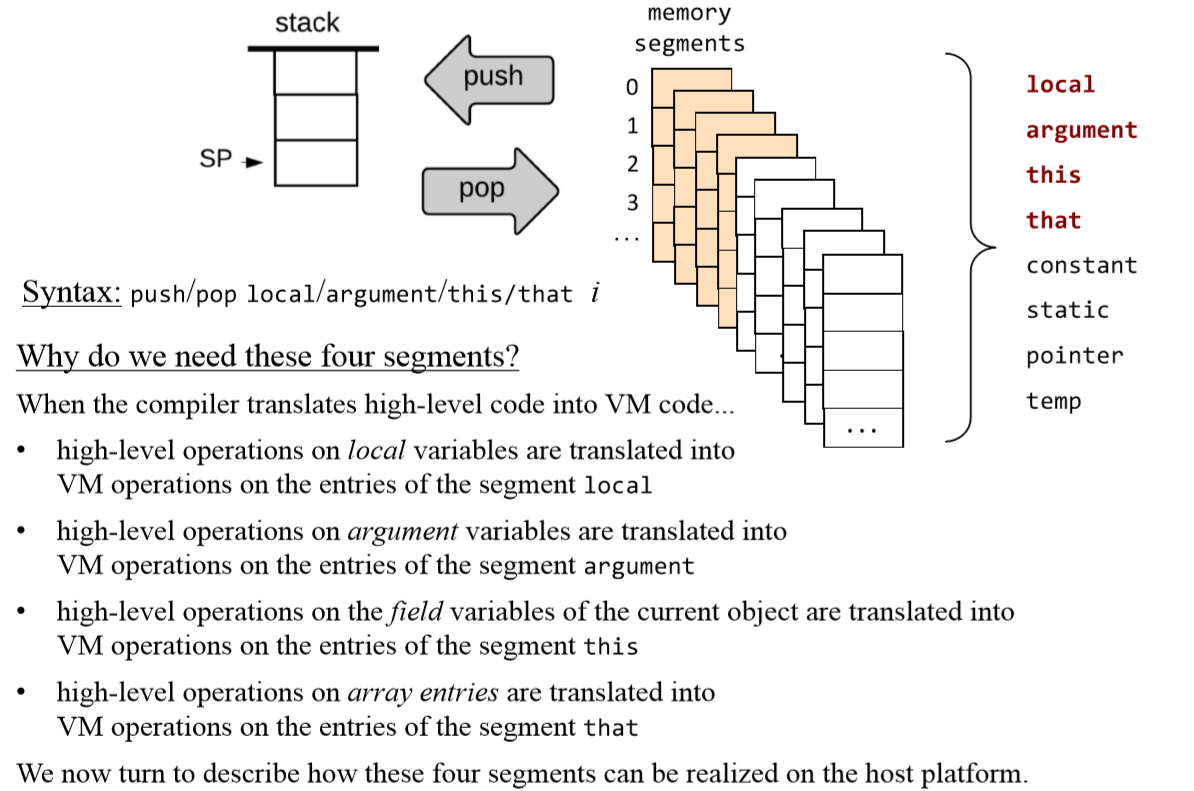 stack
push
SP
pop
memory
segments
0
1
2
3
...
...
local
argument
this
that
constant
static
pointer
temp
Syntax: push/pop local/argument/this/that i
Why do we need these four segments?
When the compiler translates high-level code into VM code...
• high-level operations on local variables are translated into
VM operations on the entries of the segment local
• high-level operations on argument variables are translated into
VM operations on the entries of the segment argument
• high-level operations on the field variables of the current object are translated into
VM operations on the entries of the segment this
• high-level operations on array entries are translated into
VM operations on the entries of the segment that
We now turn to describe how these four segments can be realized on the host platform.